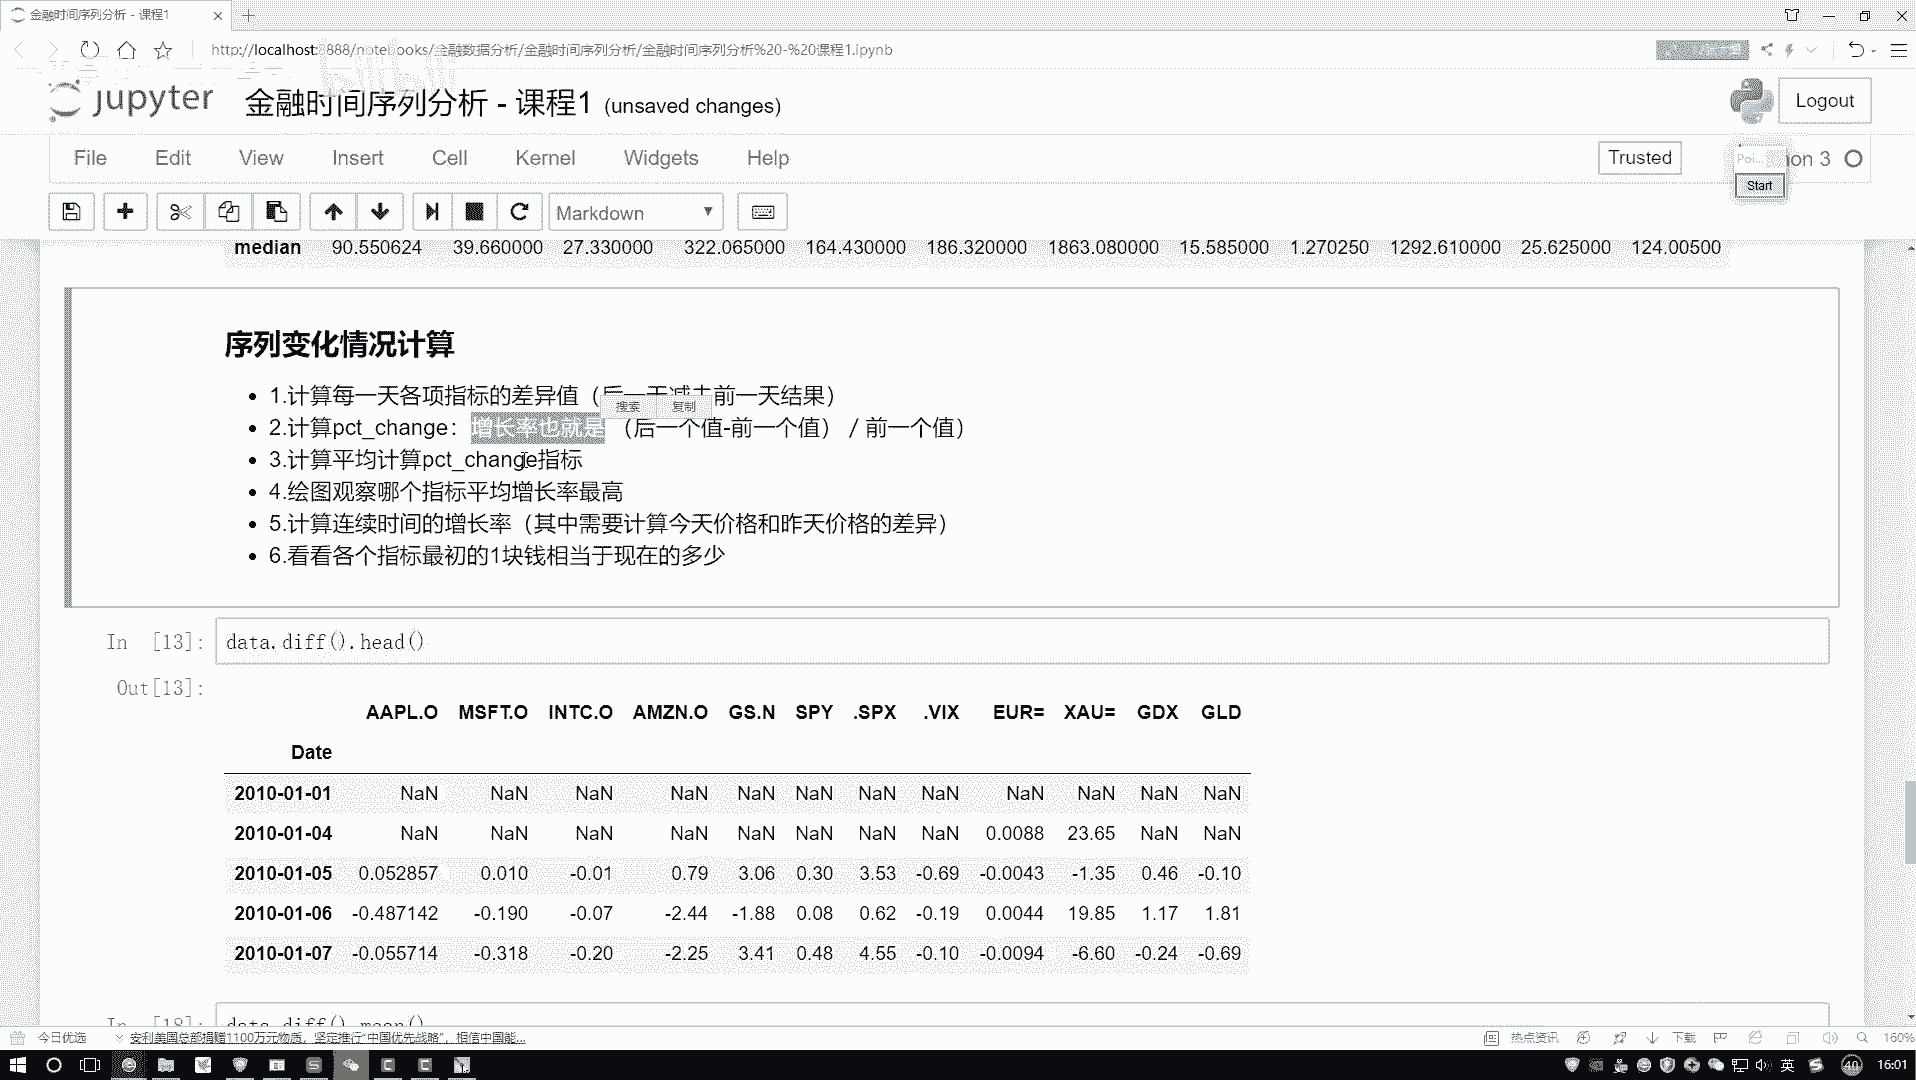 金融时间序列分析 - 课程1
http://localhost:8888/notebooks/金融数据分析/金融时间序列分析/金融时间序列分析%20-%20课程1.ipynb
jupyter 金融时间序列分析 - 课程1 (unsaved changes)
Logout
File Edit View Insert Cell Kernel Widgets Help
Trusted
Poi... on 3
Start
Markdown
median 90.550624 39.660000 27.330000 322.065000 164.430000 186.320000 1863.080000 15.585000 1.270250 1292.610000 25.625000 124.00500
序列变化情况计算
1.计算每一天各项指标的差异值（后一天减去前一天结果）
搜索 复制
2.计算pct_change：增长率也就是 （后一个值-前一个值） / 前一个值）
3.计算平均计算pct_change指标
4.绘图观察哪个指标平均增长率最高
5.计算连续时间的增长率（其中需要计算今天价格和昨天价格的差异）
6.看看各个指标最初的1块钱相当于现在的多少
In [13]: data.diff().head()
Out[13]:
AAPL.O MSFT.O INTC.O AMZN.O GS.N SPY .SPX .VIX EUR= XAU= GDX GLD
Date
2010-01-01 NaN NaN NaN NaN NaN NaN NaN NaN NaN NaN NaN NaN
2010-01-04 NaN NaN NaN NaN NaN NaN NaN NaN 0.0088 23.65 NaN NaN
2010-01-05 0.052857 0.010 -0.01 0.79 3.06 0.30 3.53 -0.69 -0.0043 -1.35 0.46 -0.10
2010-01-06 -0.487142 -0.190 -0.07 -2.44 -1.88 0.08 0.62 -0.19 0.0044 19.85 1.17 1.81
2010-01-07 -0.055714 -0.318 -0.20 -2.25 3.41 0.48 4.55 -0.10 -0.0094 -6.60 -0.24 -0.69
In [18]: data.diff().mean()
今日优选 安利美国总部捐赠1100万元物质，坚定推行“中国优先战略”，相信中国能...
热点资讯 下载 160%
英 40 16:01